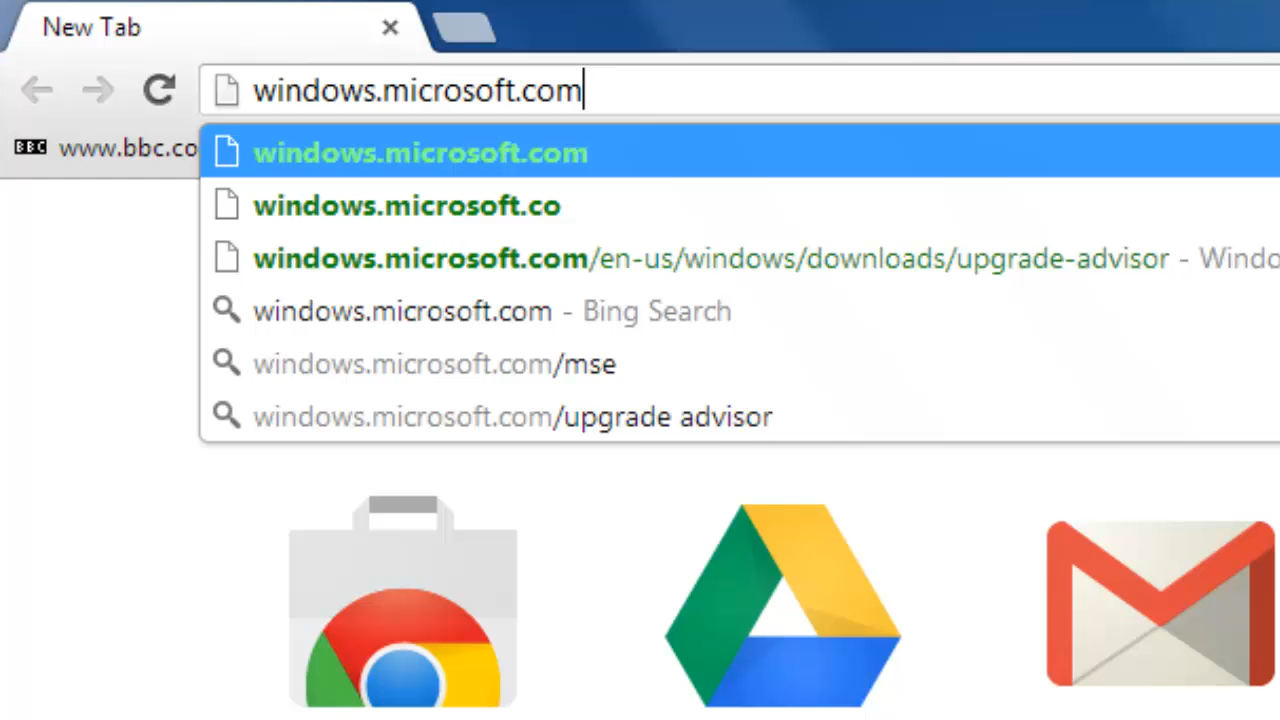 New Tab
windows.microsoft.com
BBC www.bbc.co
windows.microsoft.com
windows.microsoft.co
windows.microsoft.com/en-us/windows/downloads/upgrade-advisor - Windo
windows.microsoft.com - Bing Search
windows.microsoft.com/mse
windows.microsoft.com/upgrade advisor